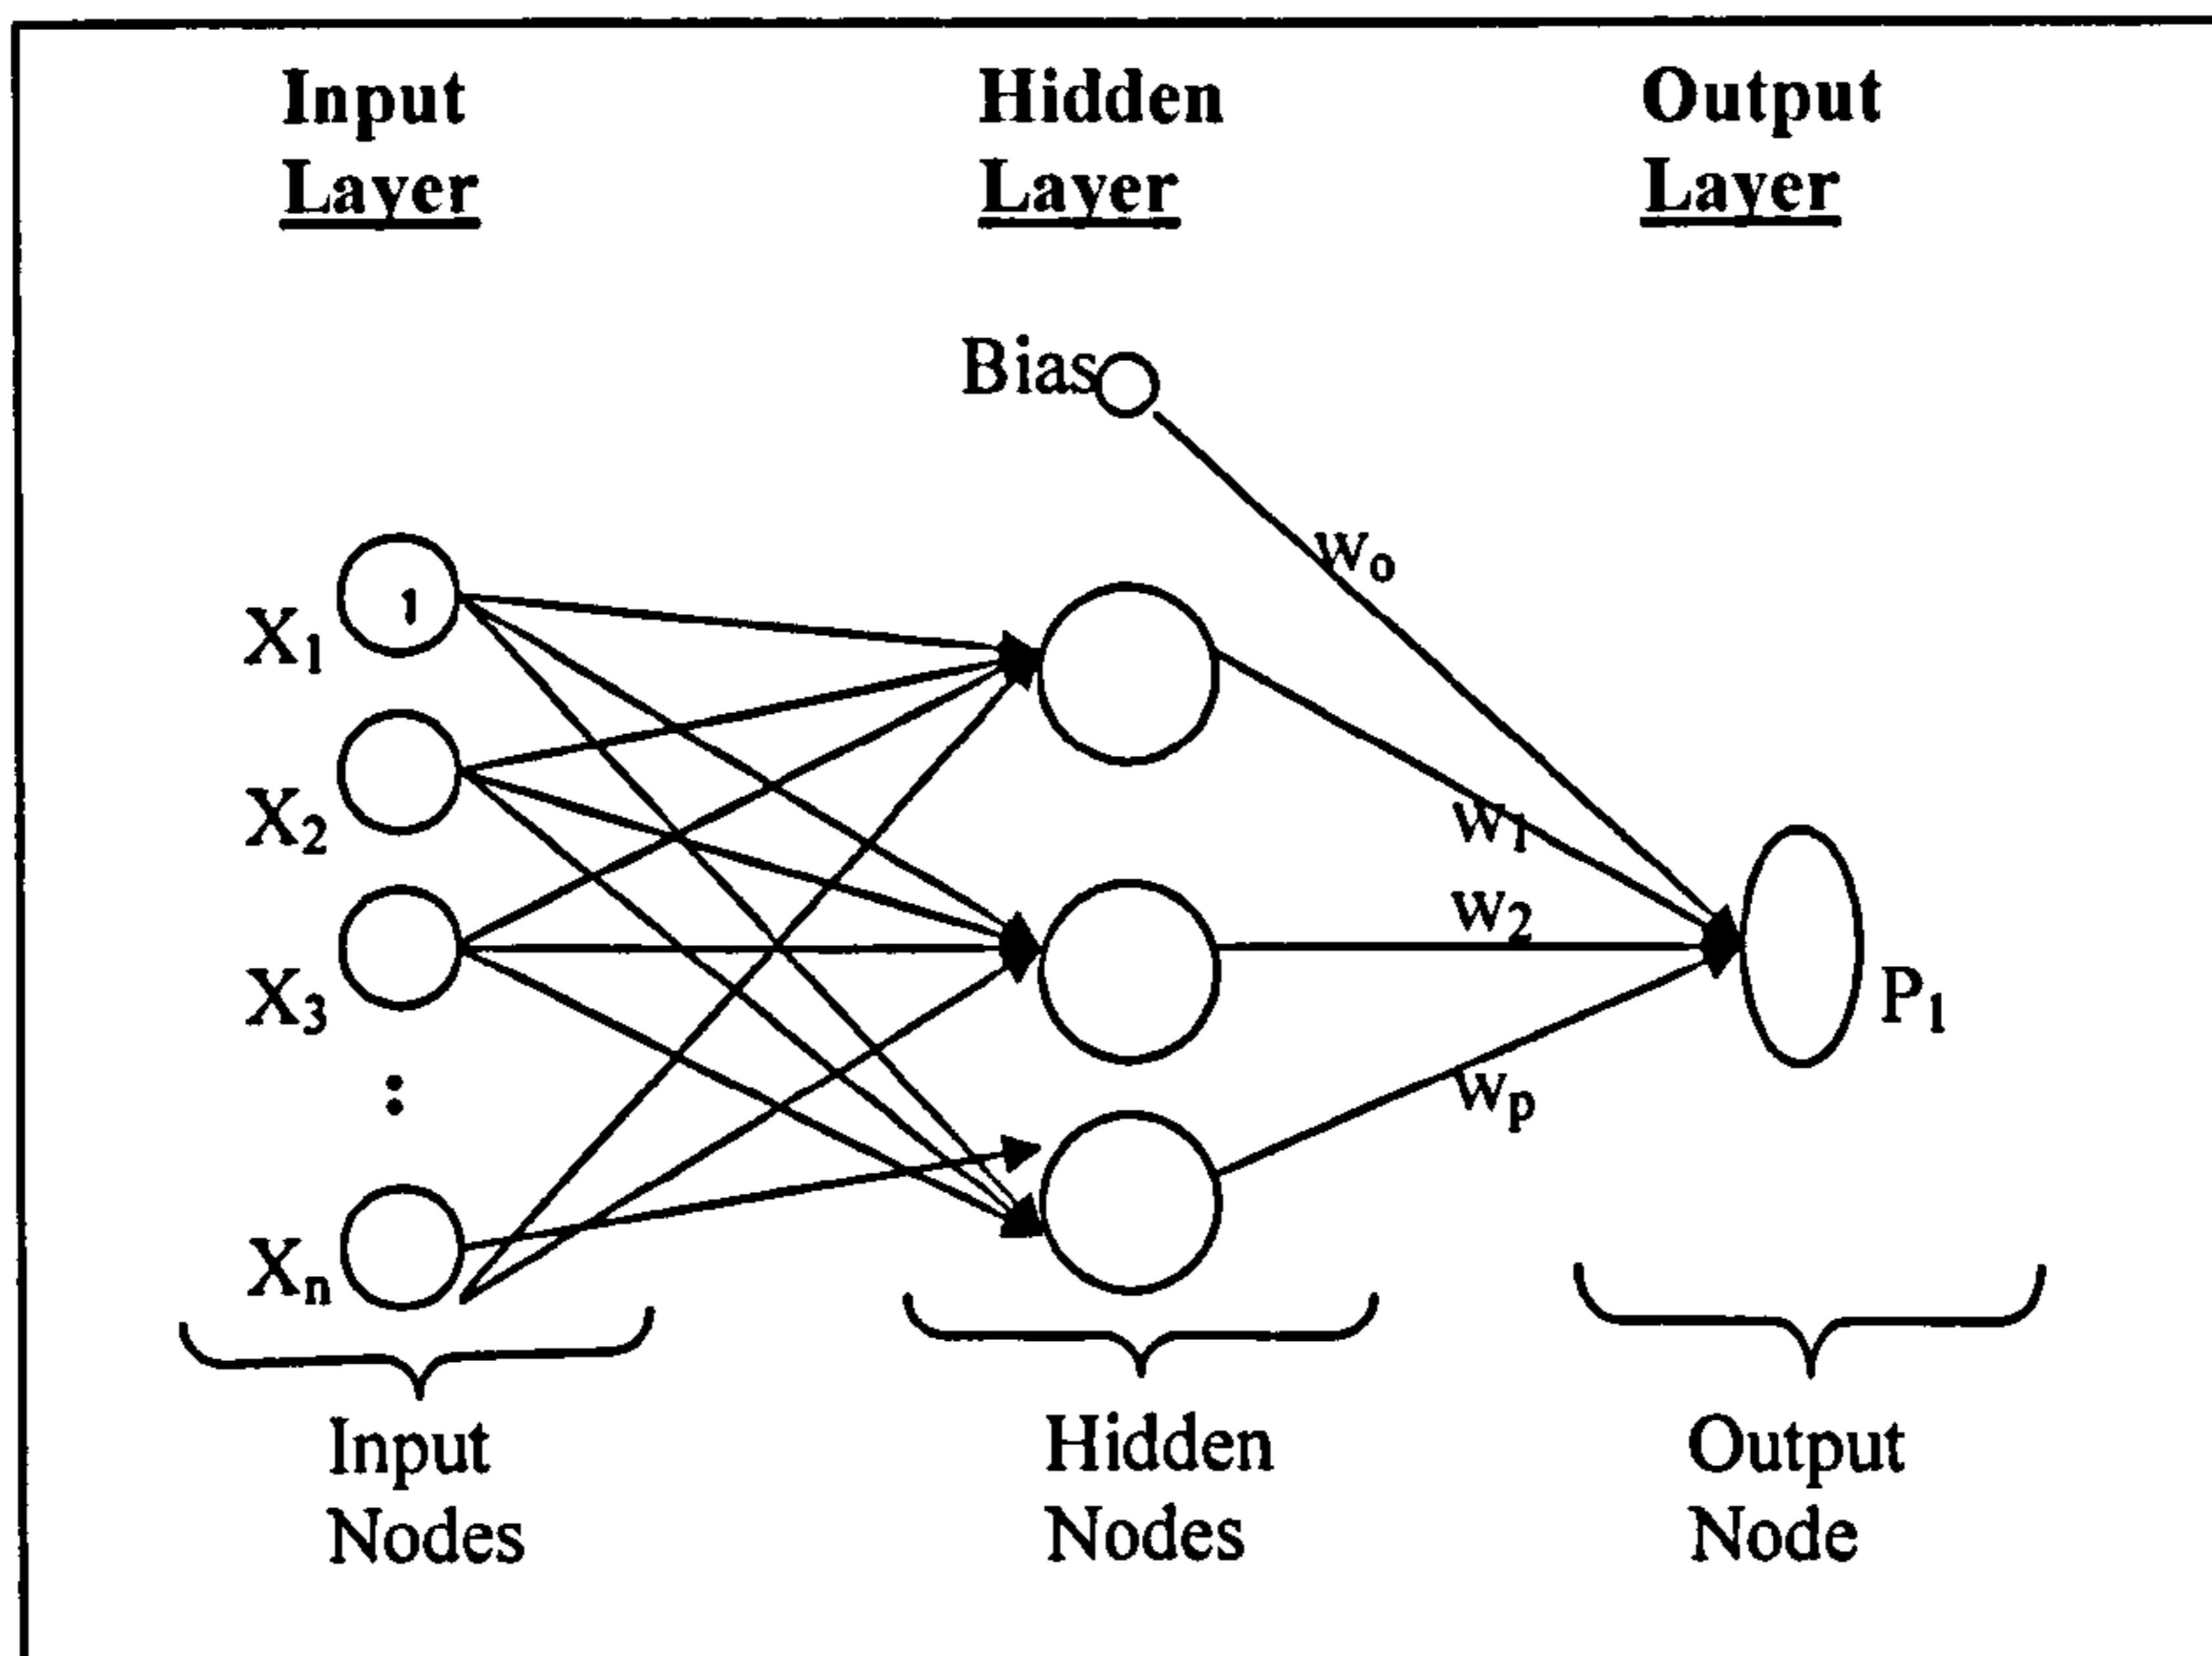 Input
Layer
Hidden
Layer
Output
Layer
Bias
wo
X1
1
X2
X3
:
Xn
w1
w2
wp
P1
Input
Nodes
Hidden
Nodes
Output
Node